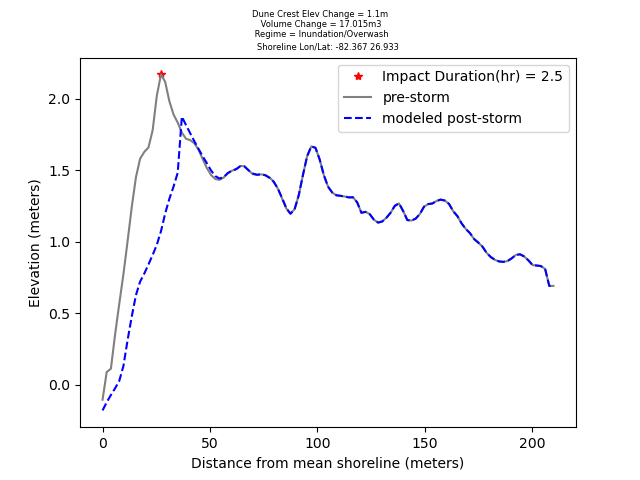 Dune Crest Elev Change = 1.1m
Volume Change = 17.015m3
Regime = Inundation/Overwash
Shoreline Lon/Lat: -82.367 26.933
Impact Duration(hr) = 2.5
pre-storm
modeled post-storm
2.0
1.5
1.0
0.5
0.0
Elevation (meters)
0 50 100 150 200
Distance from mean shoreline (meters)